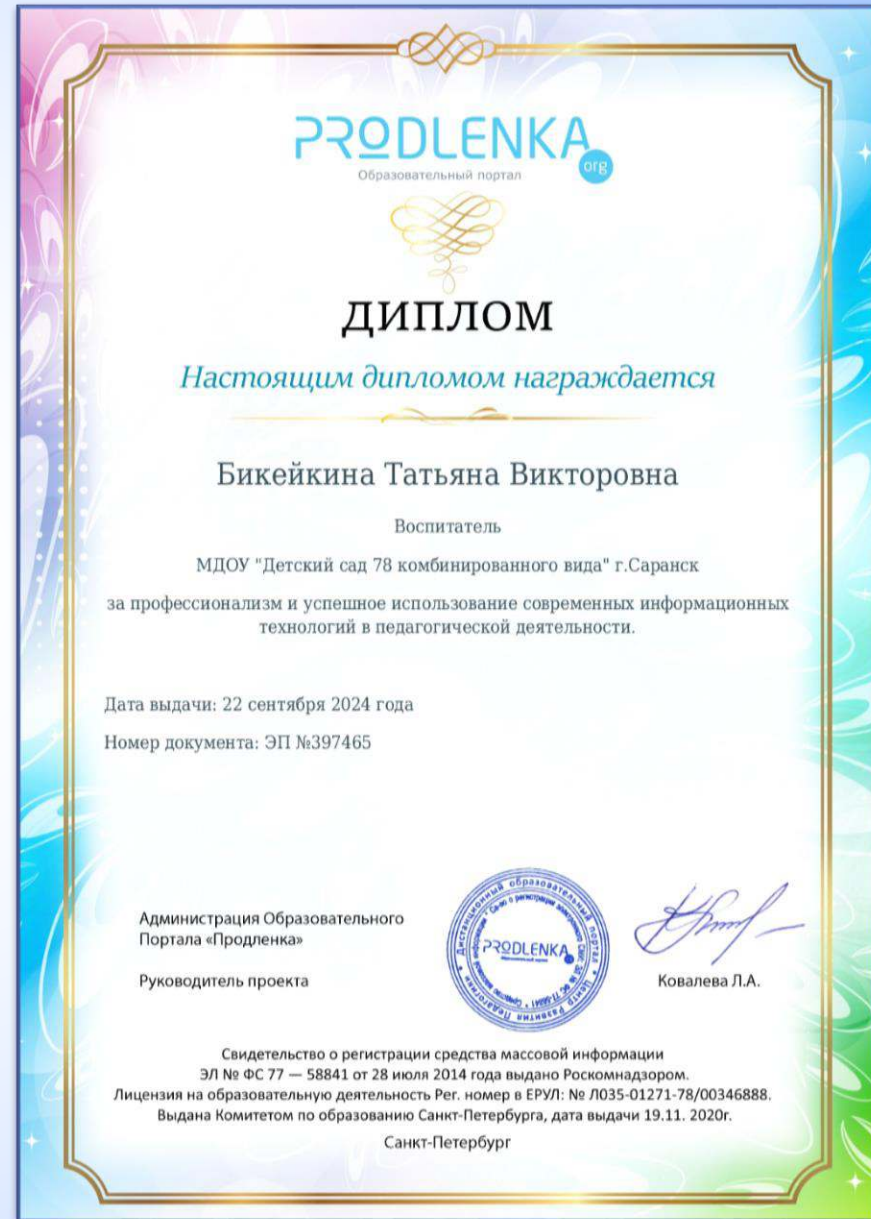 PRODLENKA
org
Образовательный портал
ДИПЛОМ
Настоящим дипломом награждается
Бикейкина Татьяна Викторовна
Воспитатель
МДОУ "Детский сад 78 комбинированного вида" г.Саранск
за профессионализм и успешное использование современных информационных
технологий в педагогической деятельности.
Дата выдачи: 22 сентября 2024 года
Номер документа: ЭП №397465
Администрация Образовательного
Портала «Продленка»
Руководитель проекта
PRODLENKA
Ковалева Л.А.
Свидетельство о регистрации средства массовой информации
ЭЛ № ФС 77 — 58841 от 28 июля 2014 года выдано Роскомнадзором.
Лицензия на образовательную деятельность Рег. номер в ЕРУЛ: № Л035-01271-78/00346888.
Выдана Комитетом по образованию Санкт-Петербурга, дата выдачи 19.11. 2020г.
Санкт-Петербург